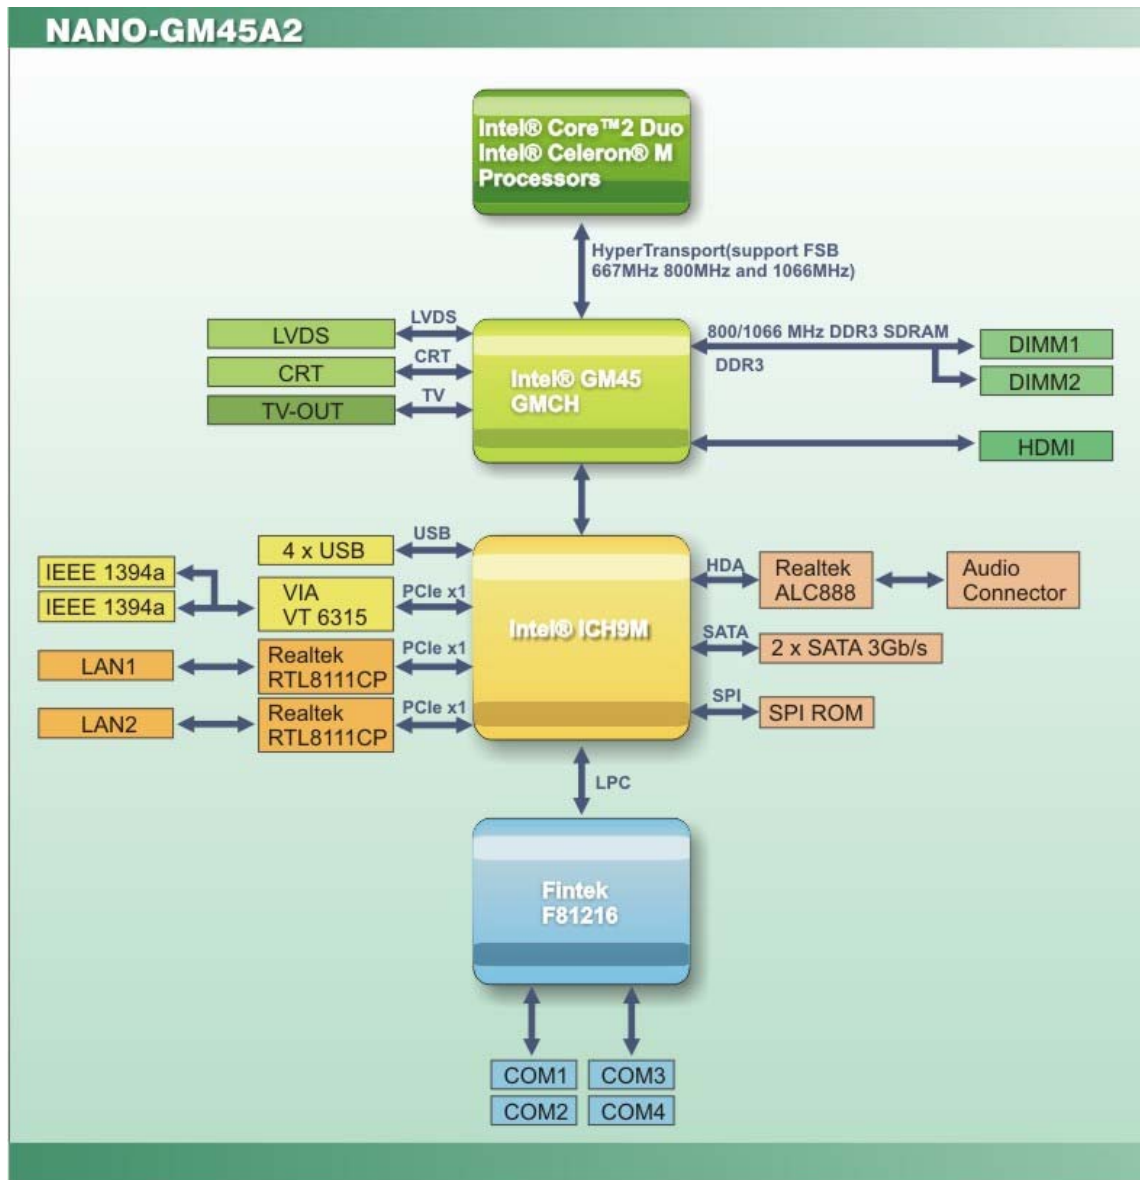 NANO-GM45A2
Intel® Core™2 Duo
Intel® Celeron® M
Processors
HyperTransport(support FSB
667MHz 800MHz and 1066MHz)
LVDS
LVDS
CRT
CRT
TV-OUT
TV
Intel® GM45
GMCH
800/1066 MHz DDR3 SDRAM
DDR3
DIMM1
DIMM2
HDMI
4 x USB
USB
IEEE 1394a
IEEE 1394a
VIA
VT 6315
PCIe x1
LAN1
Realtek
RTL8111CP
PCIe x1
LAN2
Realtek
RTL8111CP
PCIe x1
Intel® ICH9M
HDA
Realtek
ALC888
Audio
Connector
SATA
2 x SATA 3Gb/s
SPI
SPI ROM
LPC
Fintek
F81216
COM1
COM3
COM2
COM4